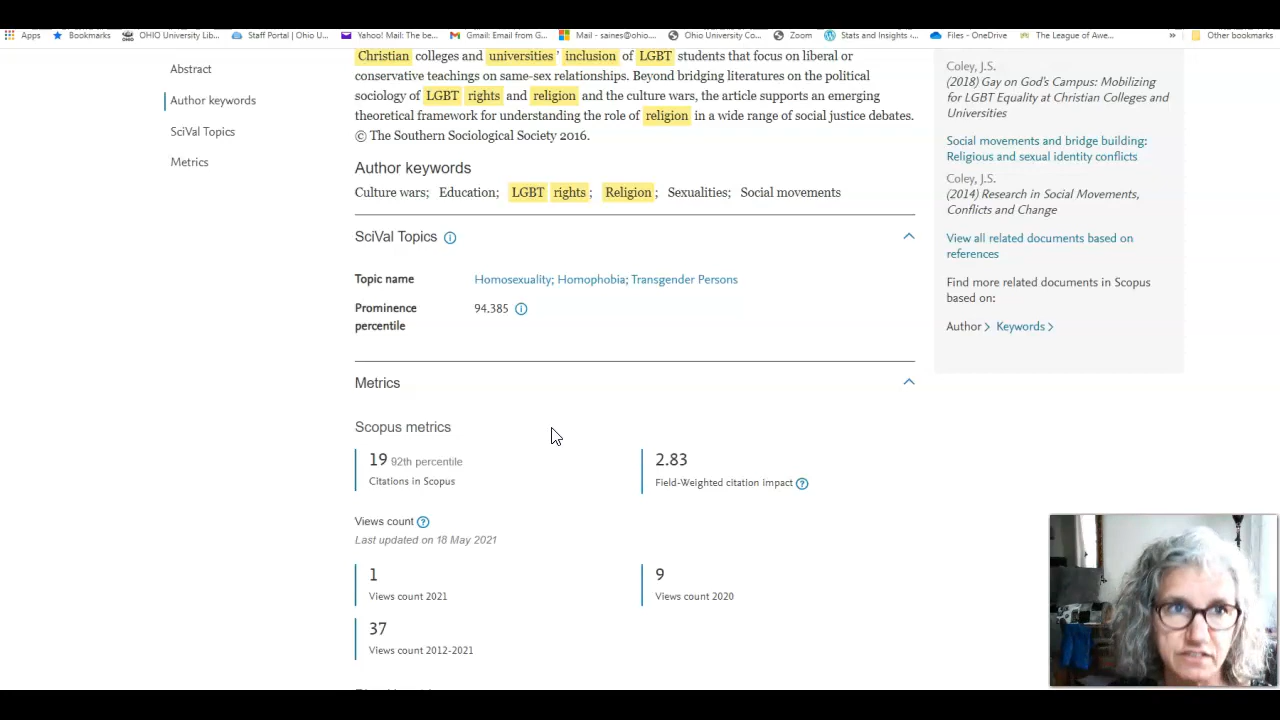 Apps Bookmarks OHIO University Lib... Staff Portal | Ohio U... Yahoo! Mail: The be... Gmail: Email from G... Mail - saines@ohio... Ohio University Co... Zoom Stats and Insights ‹... Files - OneDrive The League of Awe... » Other bookmarks
Abstract
Author keywords
SciVal Topics
Metrics
Christian colleges and universities' inclusion of LGBT students that focus on liberal or
conservative teachings on same-sex relationships. Beyond bridging literatures on the political
sociology of LGBT rights and religion and the culture wars, the article supports an emerging
theoretical framework for understanding the role of religion in a wide range of social justice debates.
© The Southern Sociological Society 2016.
Author keywords
Culture wars; Education; LGBT rights; Religion; Sexualities; Social movements
SciVal Topics
Topic name Homosexuality; Homophobia; Transgender Persons
Prominence
percentile
94.385
Metrics
Scopus metrics
19 92th percentile
Citations in Scopus
2.83
Field-Weighted citation impact ?
Views count ?
Last updated on 18 May 2021
1
Views count 2021
9
Views count 2020
37
Views count 2012-2021
Coley, J.S.
(2018) Gay on God's Campus: Mobilizing
for LGBT Equality at Christian Colleges and
Universities
Social movements and bridge building:
Religious and sexual identity conflicts
Coley, J.S.
(2014) Research in Social Movements,
Conflicts and Change
View all related documents based on
references
Find more related documents in Scopus
based on:
Author > Keywords >